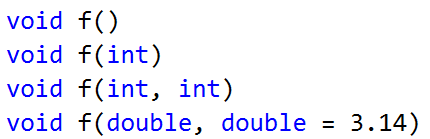 void f()
void f(int)
void f(int, int)
void f(double, double = 3.14)